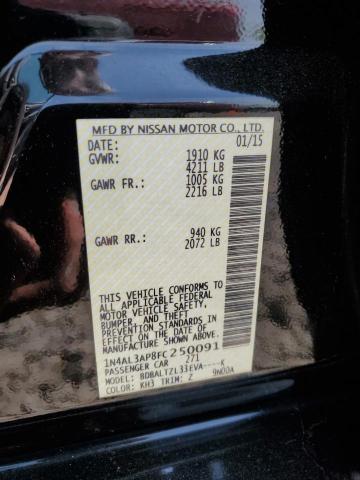 MFD BY NISSAN MOTOR CO., LTD.
DATE: 01/15
GVWR: 1910 KG
4211 LB
GAWR FR.: 1005 KG
2216 LB
GAWR RR.: 940 KG
2072 LB
THIS VEHICLE CONFORMS TO
ALL APPLICABLE FEDERAL
MOTOR VEHICLE SAFETY,
BUMPER, AND THEFT
PREVENTION STANDARDS IN
EFFECT ON THE DATE OF
MANUFACTURE SHOWN ABOVE.
1N4AL3AP8FC250091
PASSENGER CAR 271
MODEL: BDBALTZL33EVA----K
COLOR: KH3 TRIM: Z 9N00A